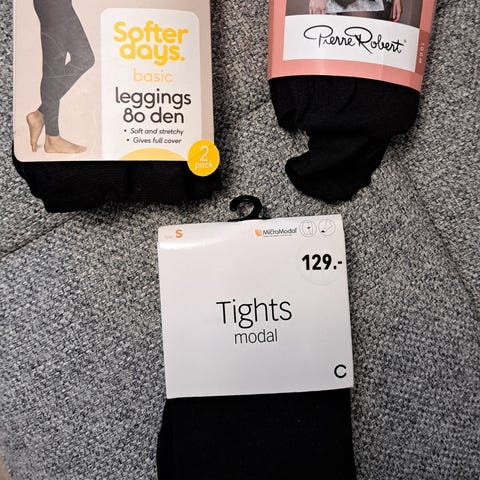 Softer
days.
basic
leggings
80 den
• Soft and stretchy
• Gives full cover
2
pack
Pierre Robert
S
MicroModal
129.-
Tights
modal
C